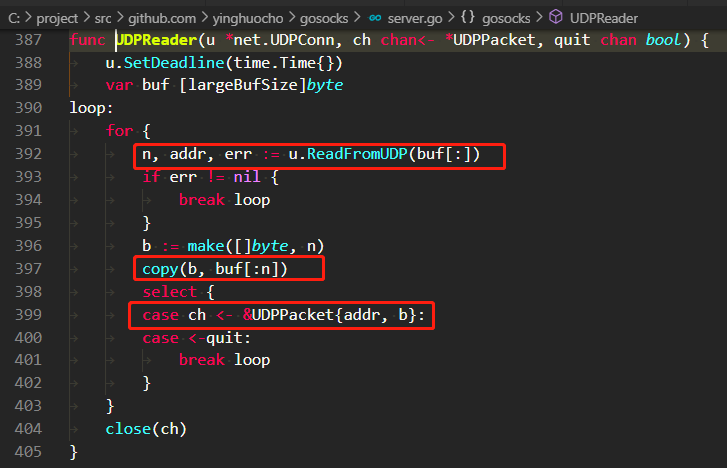 C: > project > src > github.com > yinghuocho > gosocks > server.go > {} gosocks > UDPReader
387 func UDPReader(u *net.UDPConn, ch chan<- *UDPPacket, quit chan bool) {
388 u.SetDeadline(time.Time{})
389 var buf [largeBufSize]byte
390 loop:
391 for {
392 n, addr, err := u.ReadFromUDP(buf[:])
393 if err != nil {
394 break loop
395 }
396 b := make([]byte, n)
397 copy(b, buf[:n])
398 select {
399 case ch <- &UDPPacket{addr, b}:
400 case <-quit:
401 break loop
402 }
403 }
404 close(ch)
405 }